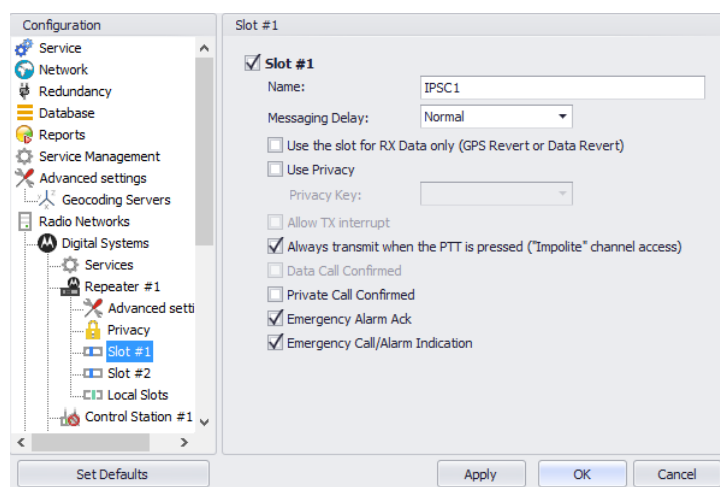 Configuration
Service
Network
Redundancy
Database
Reports
Service Management
Advanced settings
Geocoding Servers
Radio Networks
Digital Systems
Services
Repeater #1
Advanced setti
Privacy
Slot #1
Slot #2
Local Slots
Control Station #1
Set Defaults
Slot #1
Slot #1
Name: IPSC1
Messaging Delay: Normal
Use the slot for RX Data only (GPS Revert or Data Revert)
Use Privacy
Privacy Key:
Allow TX interrupt
Always transmit when the PTT is pressed ("Impolite" channel access)
Data Call Confirmed
Private Call Confirmed
Emergency Alarm Ack
Emergency Call/Alarm Indication
Apply OK Cancel